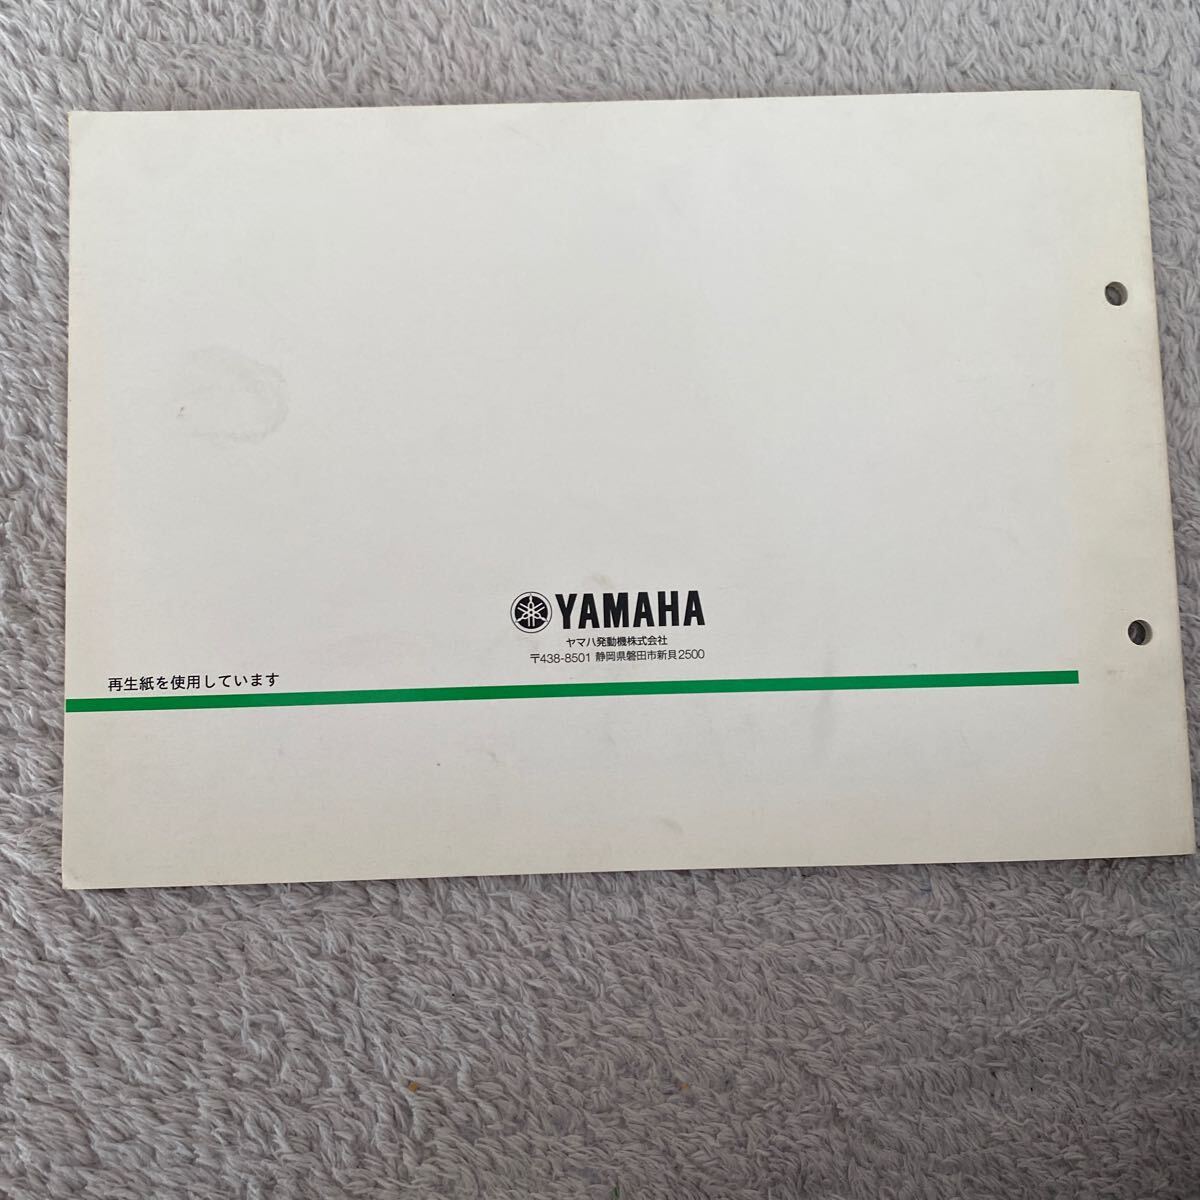 YAMAHA
ヤマハ発動機株式会社
〒438-8501 静岡県磐田市新貝2500
再生紙を使用しています